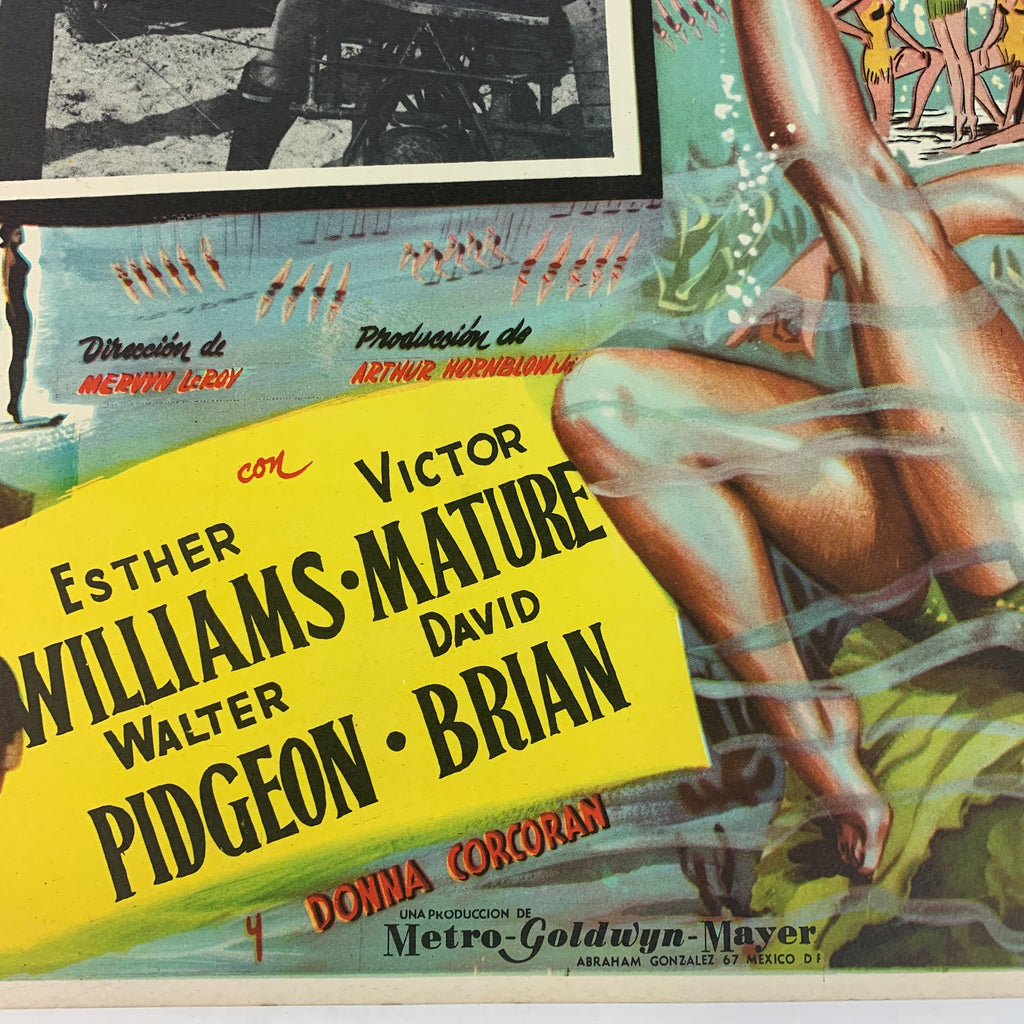 Dirección de
MERVYN LeROY
Producción de
ARTHUR HORNBLOW Jr.
con
ESTHER
WILLIAMS •
VICTOR
MATURE
WALTER
PIDGEON •
DAVID
BRIAN
y DONNA CORCORAN
UNA PRODUCCION DE
Metro-Goldwyn-Mayer
ABRAHAM GONZALEZ 67 MEXICO D F